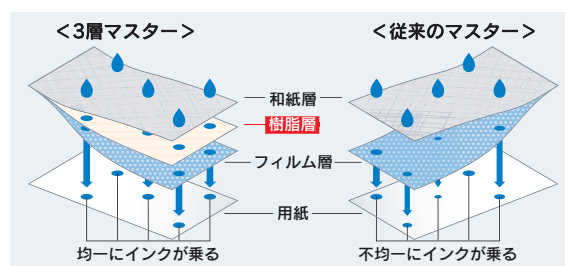 ＜3層マスター＞
＜従来のマスター＞
和紙層
樹脂層
フィルム層
用紙
均一にインクが乗る
不均一にインクが乗る